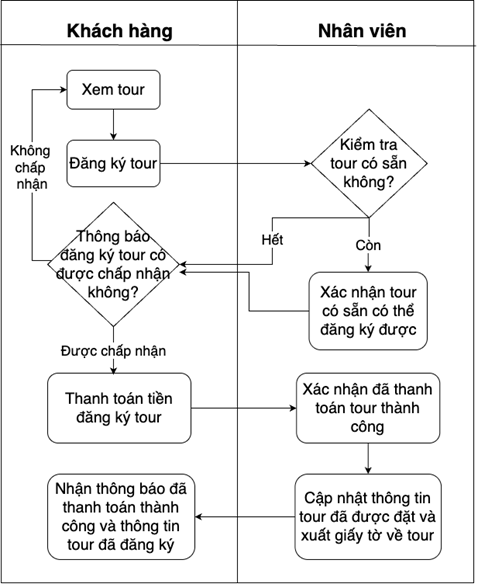 Khách hàng
Nhân viên
Xem tour
Đăng ký tour
Kiểm tra
tour có sẵn
không?
Không
chấp
nhận
Thông báo
đăng ký tour có
được chấp nhận
không?
Hết
Còn
Xác nhận tour
có sẵn có thể
đăng ký được
Được chấp nhận
Thanh toán tiền
đăng ký tour
Xác nhận đã thanh
toán tour thành
công
Nhận thông báo đã
thanh toán thành
công và thông tin
tour đã đăng ký
Cập nhật thông tin
tour đã được đặt và
xuất giấy tờ về tour